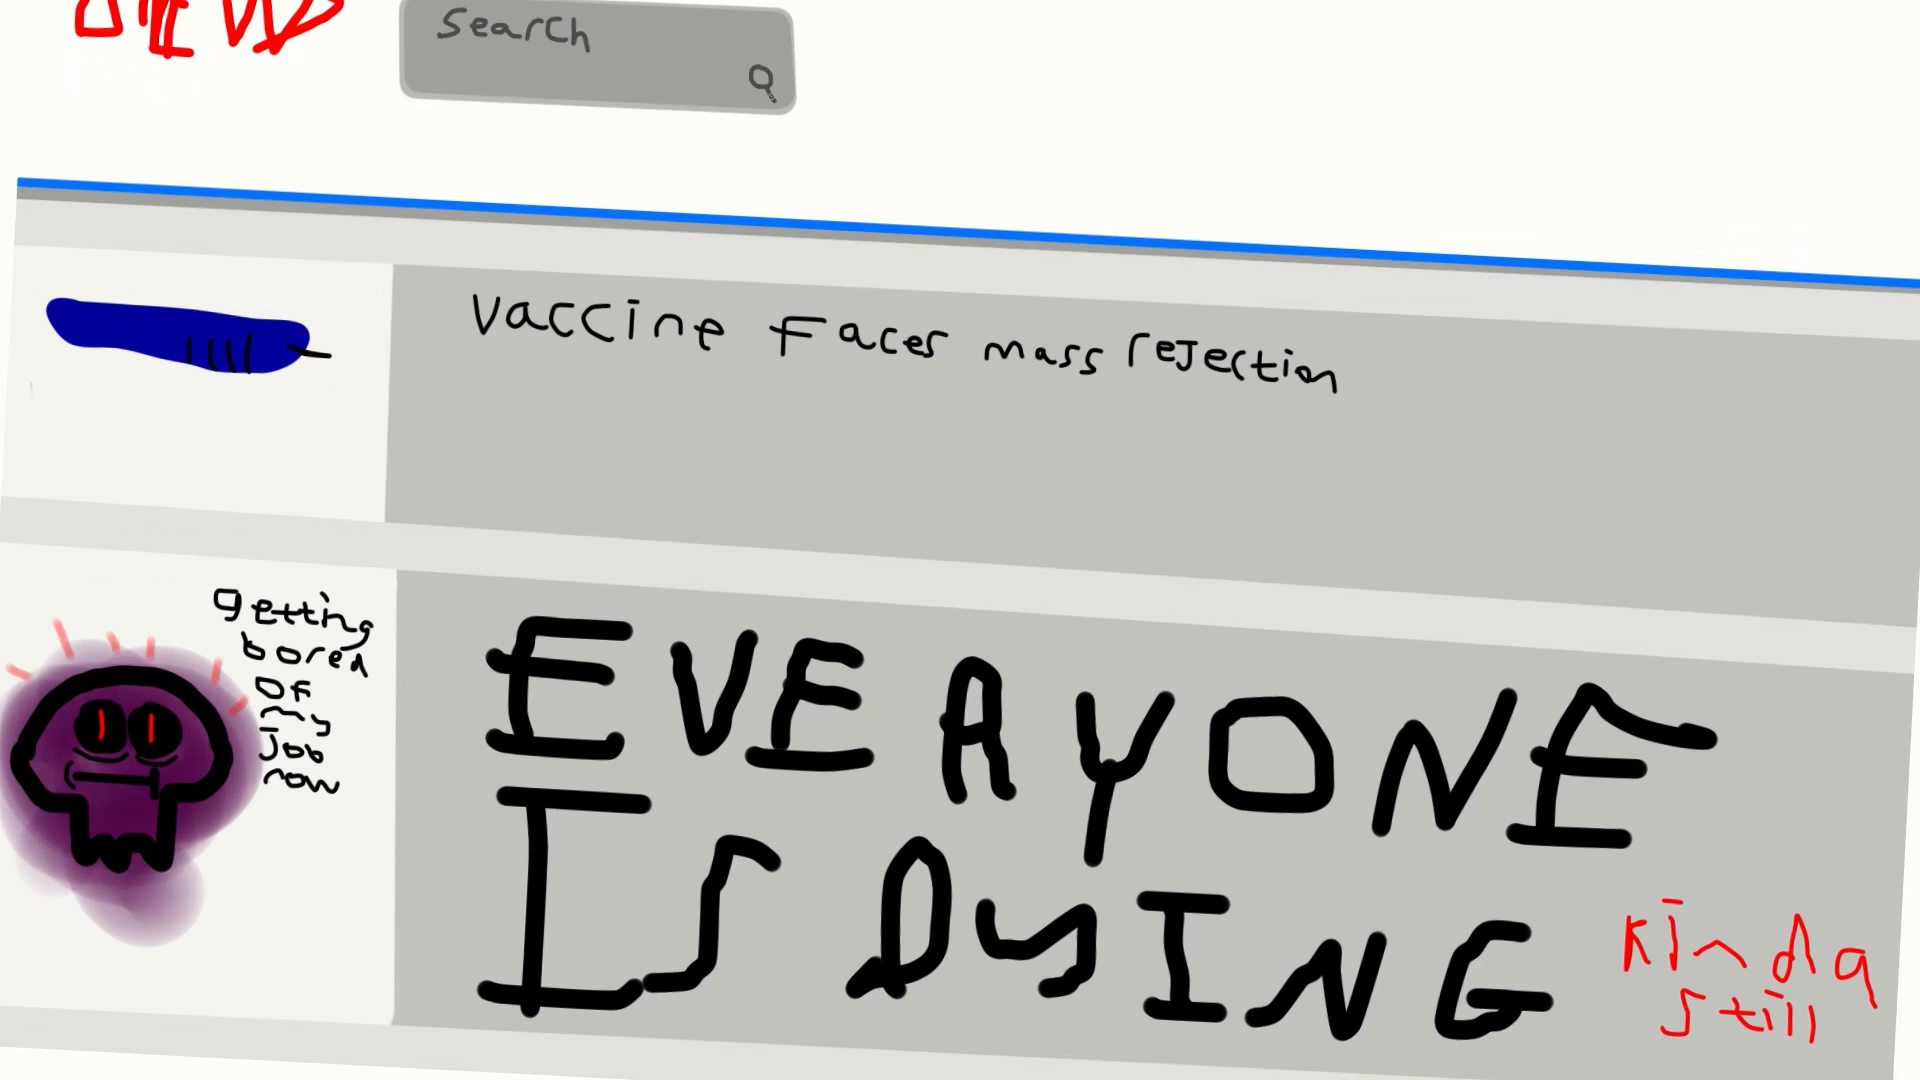 Search
Vaccine Faces mass rejection
getting
bored
OF
my
Job
now
EVERYONE
IS DyING
kinda
still